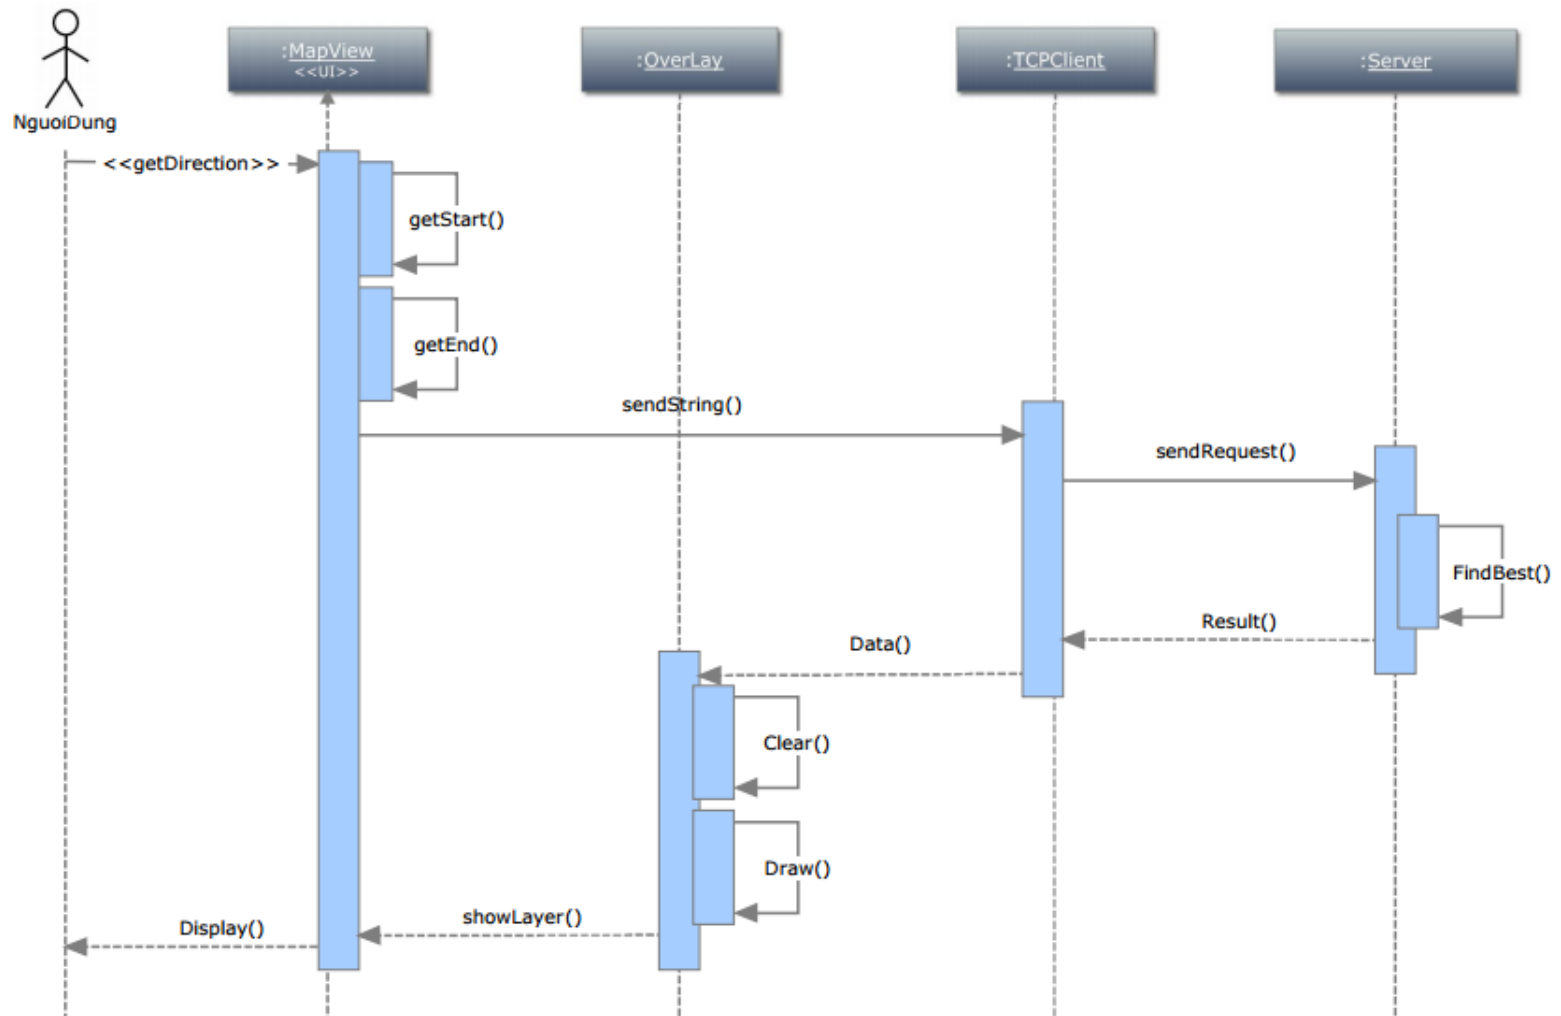 :MapView
<<UI>>
:OverLay
:TCPClient
:Server
NguoiDung
<<getDirection>>
getStart()
getEnd()
sendString()
sendRequest()
FindBest()
Result()
Data()
Clear()
Draw()
showLayer()
Display()